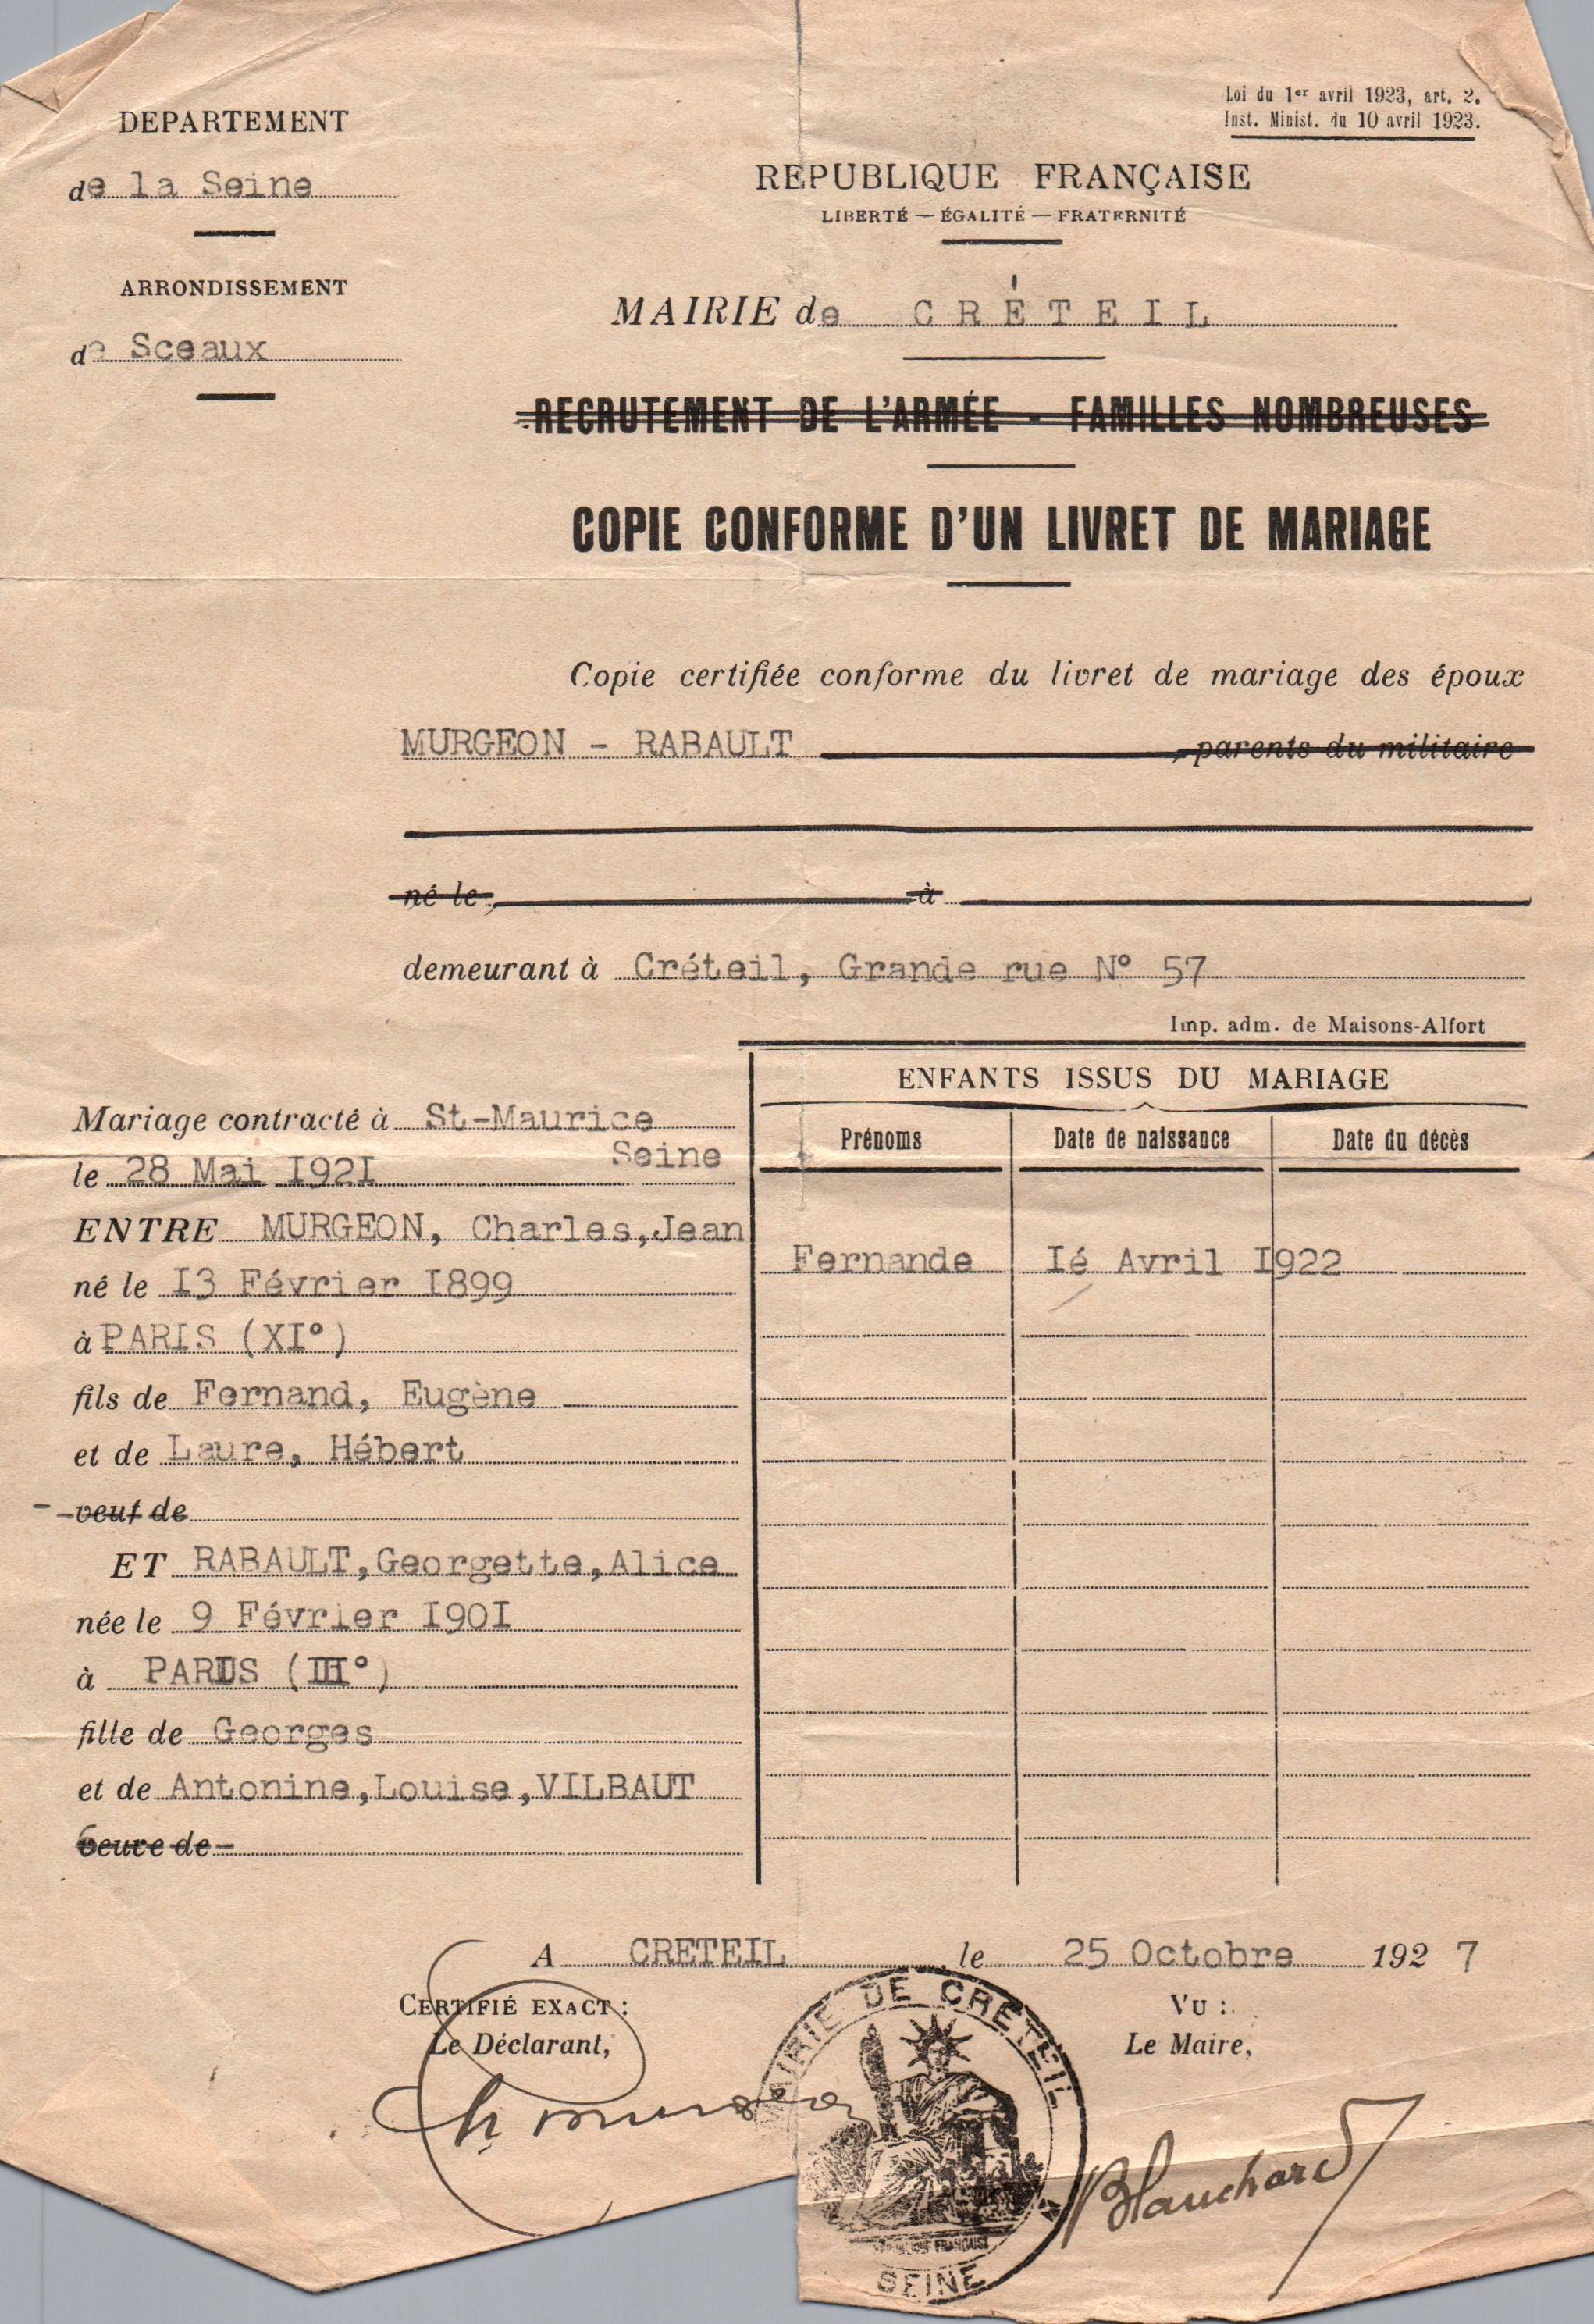 DEPARTEMENT
de la Seine
ARRONDISSEMENT
de Sceaux
Loi du 1er avril 1923, art. 2.
Inst. Minist. du 10 avril 1923.
REPUBLIQUE FRANÇAISE
LIBERTÉ — ÉGALITÉ — FRATERNITÉ
MAIRIE de CRÉTEIL
RECRUTEMENT DE L'ARMÉE - FAMILLES NOMBREUSES
COPIE CONFORME D'UN LIVRET DE MARIAGE
Copie certifiée conforme du livret de mariage des époux
MURGEON - RABAULT , parents du militaire
né le à
demeurant à Créteil, Grande rue N° 57
Imp. adm. de Maisons-Alfort
Mariage contracté à St-Maurice
Seine
le 28 Mai I92I
ENTRE MURGEON, Charles,Jean
né le I3 Février I899
à PARIS (XI°)
fils de Fernand, Eugène
et de Laure, Hébert
veuf de
ET RABAULT,Georgette,Alice
née le 9 Février I90I
à PARIS (III°)
fille de Georges
et de Antonine,Louise,VILBAUT
veuve de
ENFANTS ISSUS DU MARIAGE
Prénoms Date de naissance Date du décès
Fernande Ié Avril I922
A CRETEIL le 25 Octobre 192 7
CERTIFIÉ EXACT :
Le Déclarant,
Ch Murgeon
VU :
Le Maire,
Blanchard
MAIRIE DE CRÉTEIL
RÉPUBLIQUE FRANÇAISE
SEINE